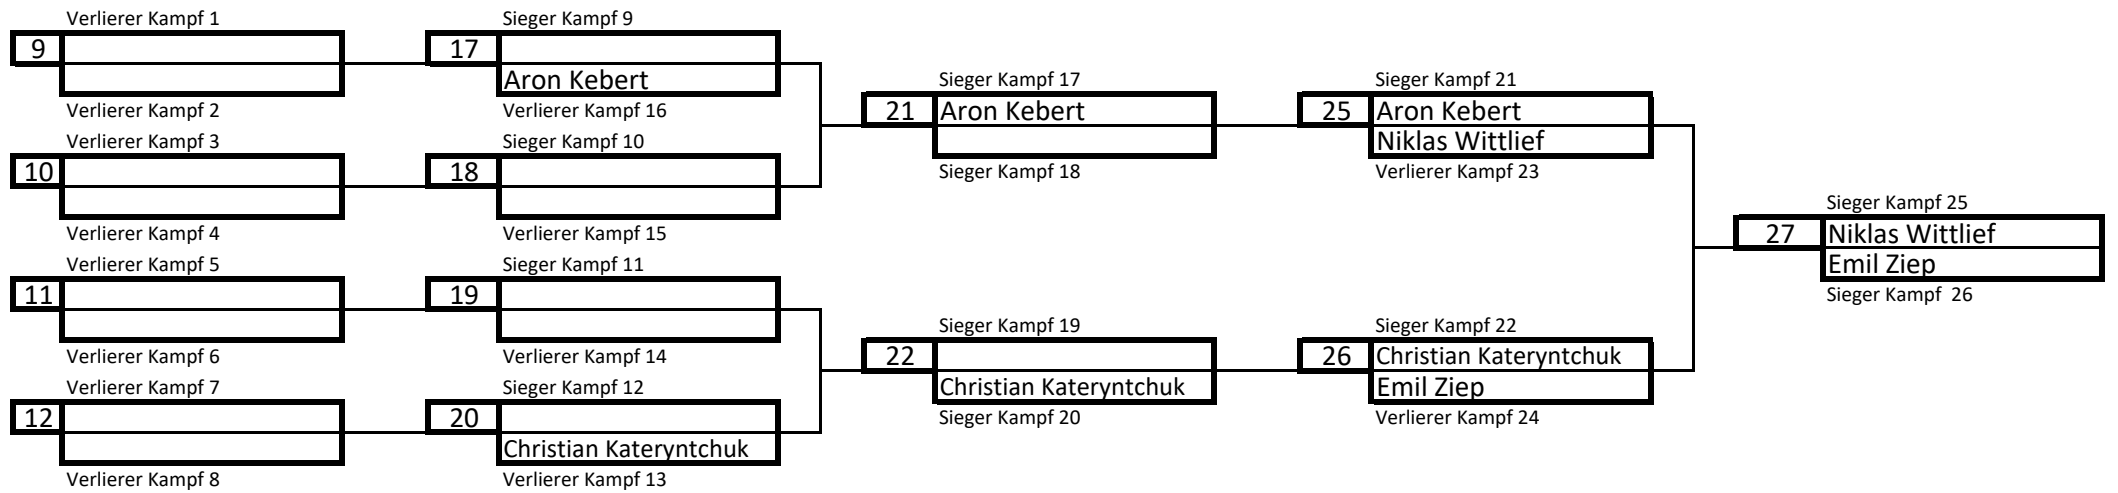 Verlierer Kampf 1
9
Verlierer Kampf 2
Verlierer Kampf 3
10
Verlierer Kampf 4
Verlierer Kampf 5
11
Verlierer Kampf 6
Verlierer Kampf 7
12
Verlierer Kampf 8
Sieger Kampf 9
17
Aron Kebert
Verlierer Kampf 16
Sieger Kampf 10
18
Verlierer Kampf 15
Sieger Kampf 11
19
Verlierer Kampf 14
Sieger Kampf 12
20
Christian Kateryntchuk
Verlierer Kampf 13
Sieger Kampf 17
21 Aron Kebert
Sieger Kampf 18
Sieger Kampf 19
22
Christian Kateryntchuk
Sieger Kampf 20
Sieger Kampf 21
25 Aron Kebert
Niklas Wittlief
Verlierer Kampf 23
Sieger Kampf 22
26 Christian Kateryntchuk
Emil Ziep
Verlierer Kampf 24
Sieger Kampf 25
27 Niklas Wittlief
Emil Ziep
Sieger Kampf  26